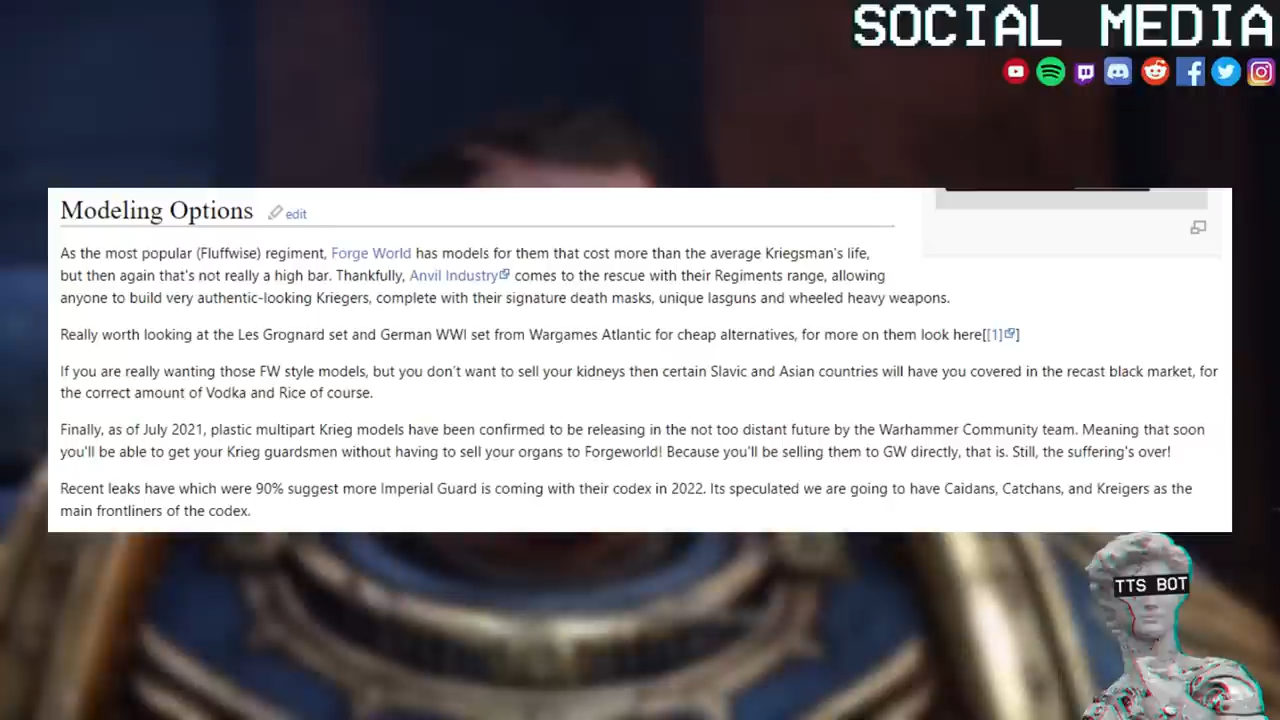 SOCIAL MEDIA
Modeling Options edit
As the most popular (Fluffwise) regiment, Forge World has models for them that cost more than the average Kriegsman's life,
but then again that's not really a high bar. Thankfully, Anvil Industry comes to the rescue with their Regiments range, allowing
anyone to build very authentic-looking Kriegers, complete with their signature death masks, unique lasguns and wheeled heavy weapons.
Really worth looking at the Les Grognard set and German WWI set from Wargames Atlantic for cheap alternatives, for more on them look here[[1]]
If you are really wanting those FW style models, but you don't want to sell your kidneys then certain Slavic and Asian countries will have you covered in the recast black market, for
the correct amount of Vodka and Rice of course.
Finally, as of July 2021, plastic multipart Krieg models have been confirmed to be releasing in the not too distant future by the Warhammer Community team. Meaning that soon
you'll be able to get your Krieg guardsmen without having to sell your organs to Forgeworld! Because you'll be selling them to GW directly, that is. Still, the suffering's over!
Recent leaks have which were 90% suggest more Imperial Guard is coming with their codex in 2022. Its speculated we are going to have Caidans, Catchans, and Kreigers as the
main frontliners of the codex.
TTS BOT